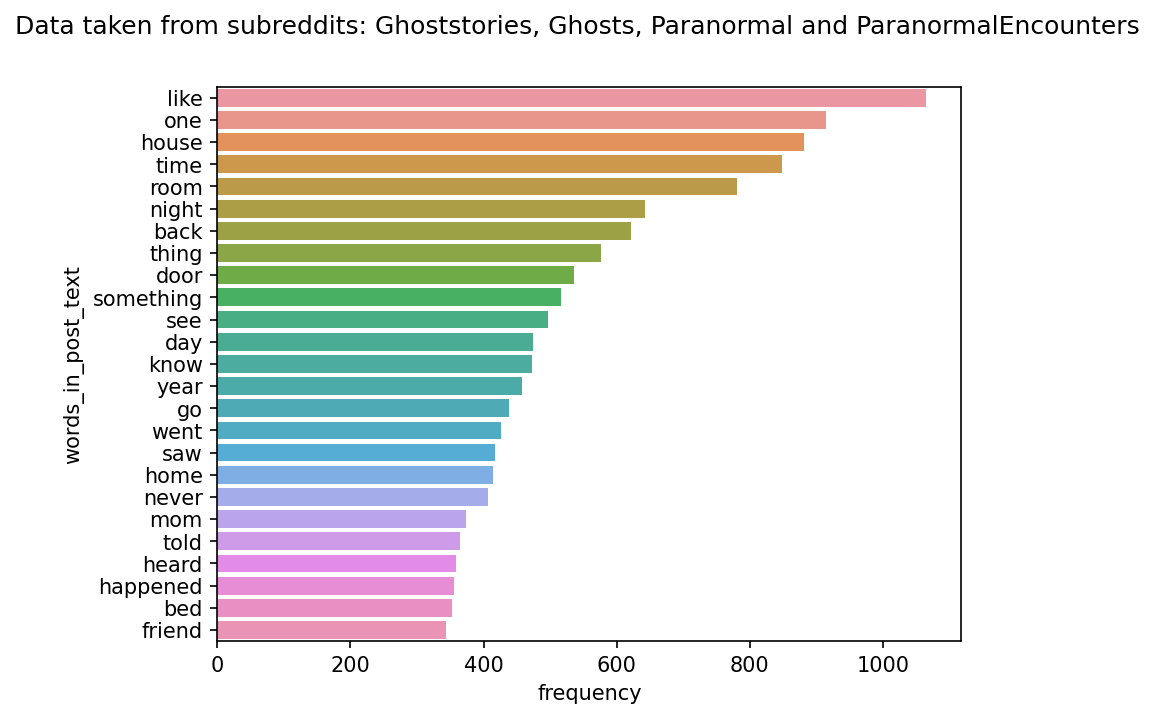 Data taken from subreddits: Ghoststories, Ghosts, Paranormal and ParanormalEncounters
words_in_post_text
like
one
house
time
room
night
back
thing
door
something
see
day
know
year
go
went
saw
home
never
mom
told
heard
happened
bed
friend
0 200 400 600 800 1000
frequency